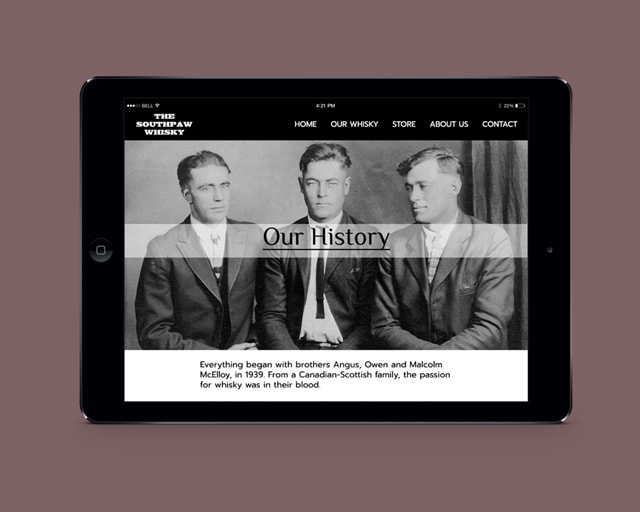 BELL
4:21 PM
22%
THE
SOUTHPAW
WHISKY
HOME OUR WHISKY STORE ABOUT US CONTACT
Our History
Everything began with brothers Angus, Owen and Malcolm
McElloy, in 1939. From a Canadian-Scottish family, the passion
for whisky was in their blood.